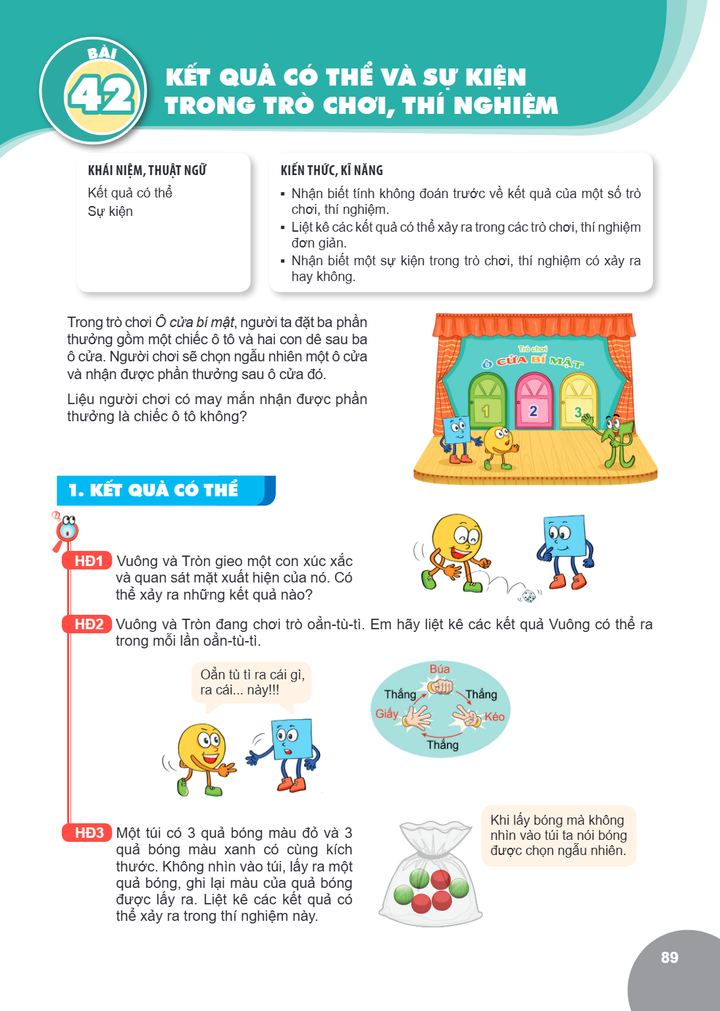 BÀI
42
KẾT QUẢ CÓ THỂ VÀ SỰ KIỆN
TRONG TRÒ CHƠI, THÍ NGHIỆM
KHÁI NIỆM, THUẬT NGỮ
Kết quả có thể
Sự kiện
KIẾN THỨC, KĨ NĂNG
▪ Nhận biết tính không đoán trước về kết quả của một số trò
chơi, thí nghiệm.
▪ Liệt kê các kết quả có thể xảy ra trong các trò chơi, thí nghiệm
đơn giản.
▪ Nhận biết một sự kiện trong trò chơi, thí nghiệm có xảy ra
hay không.
Trong trò chơi Ô cửa bí mật, người ta đặt ba phần
thưởng gồm một chiếc ô tô và hai con dê sau ba
ô cửa. Người chơi sẽ chọn ngẫu nhiên một ô cửa
và nhận được phần thưởng sau ô cửa đó.
Liệu người chơi có may mắn nhận được phần
thưởng là chiếc ô tô không?
Trò chơi
Ô CỬA BÍ MẬT
1 2 3
1. KẾT QUẢ CÓ THỂ
HĐ1 Vuông và Tròn gieo một con xúc xắc
và quan sát mặt xuất hiện của nó. Có
thể xảy ra những kết quả nào?
HĐ2 Vuông và Tròn đang chơi trò oẳn-tù-tì. Em hãy liệt kê các kết quả Vuông có thể ra
trong mỗi lần oẳn-tù-tì.
Oẳn tù tì ra cái gì,
ra cái... này!!!
Búa
Thắng Thắng
Giấy Kéo
Thắng
HĐ3 Một túi có 3 quả bóng màu đỏ và 3
quả bóng màu xanh có cùng kích
thước. Không nhìn vào túi, lấy ra một
quả bóng, ghi lại màu của quả bóng
được lấy ra. Liệt kê các kết quả có
thể xảy ra trong thí nghiệm này.
Khi lấy bóng mà không
nhìn vào túi ta nói bóng
được chọn ngẫu nhiên.
89